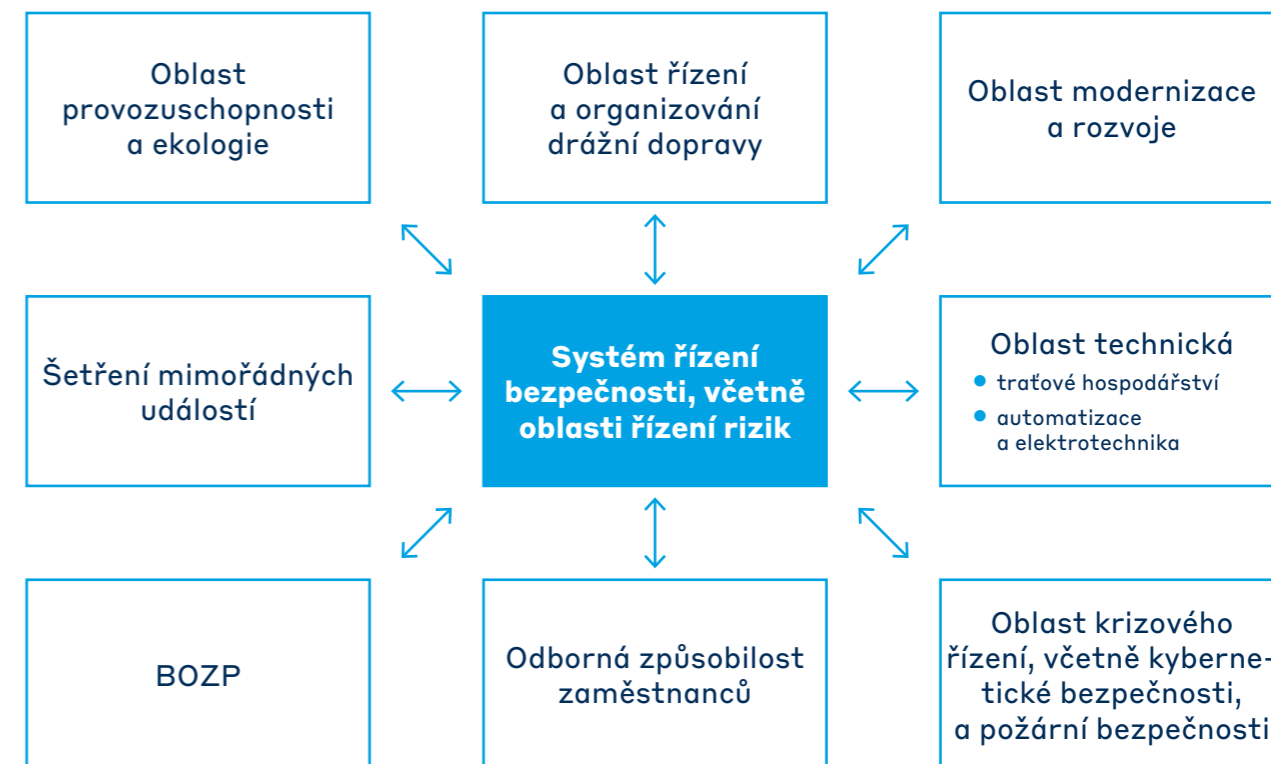 Oblast
provozuschopnosti
a ekologie
Oblast řízení
a organizování
drážní dopravy
Oblast modernizace
a rozvoje
Šetření mimořádných
událostí
Systém řízení
bezpečnosti, včetně
oblasti řízení rizik
Oblast technická
traťové hospodářství
automatizace
a elektrotechnika
BOZP
Odborná způsobilost
zaměstnanců
Oblast krizového
řízení, včetně kyberne-
tické bezpečnosti,
a požární bezpečnosti